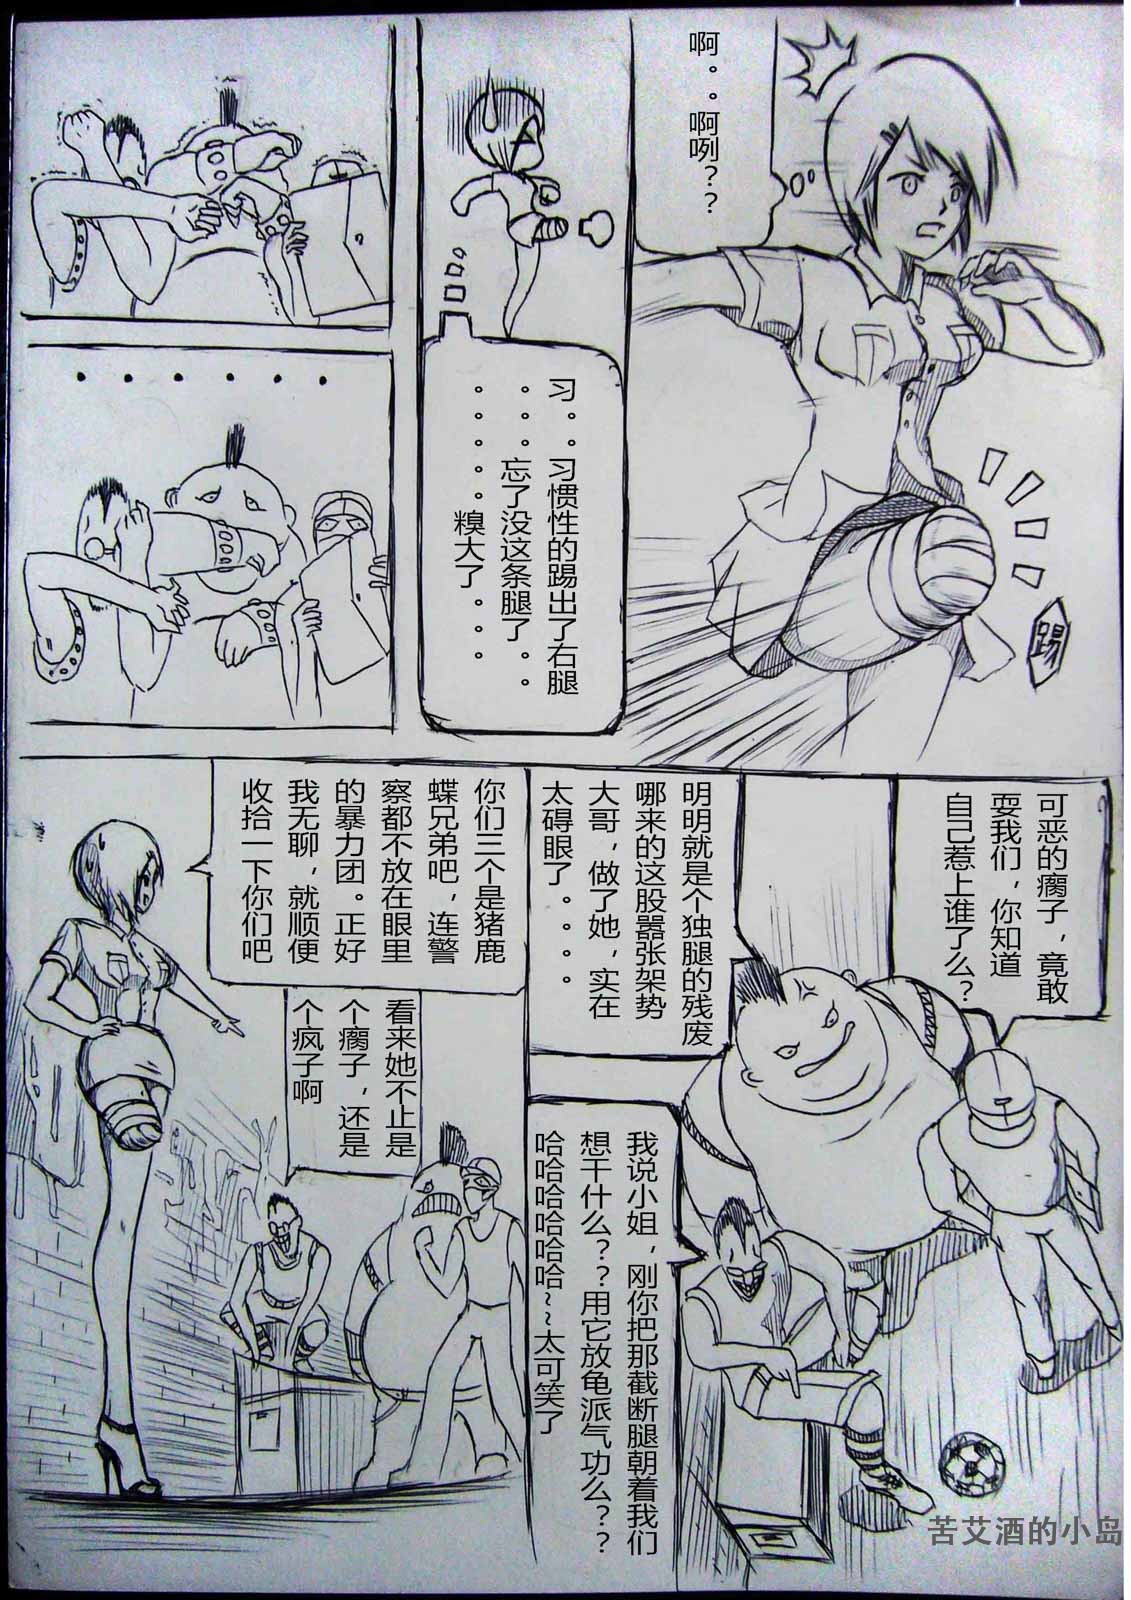 啊。。啊咧？？
踢
习。。习惯性的踢出了右腿
。。。忘了没这条腿了。。
。。。。。。糗大了。。。
可恶的瘸子，竟敢
耍我们，你知道
自己惹上谁了么？
明明就是个独腿的残废
哪来的这股嚣张架势
大哥，做了她，实在
太碍眼了。。。。
我说小姐，刚你把那截断腿朝着我们
想干什么？？用它放龟派气功么？？
哈哈哈哈哈哈~~太可笑了
你们三个是猪鹿
蝶兄弟吧，连警
察都不放在眼里
的暴力团。正好
我无聊，就顺便
收拾一下你们吧
看来她不止是
个瘸子，还是
个疯子啊
苦艾酒的小岛